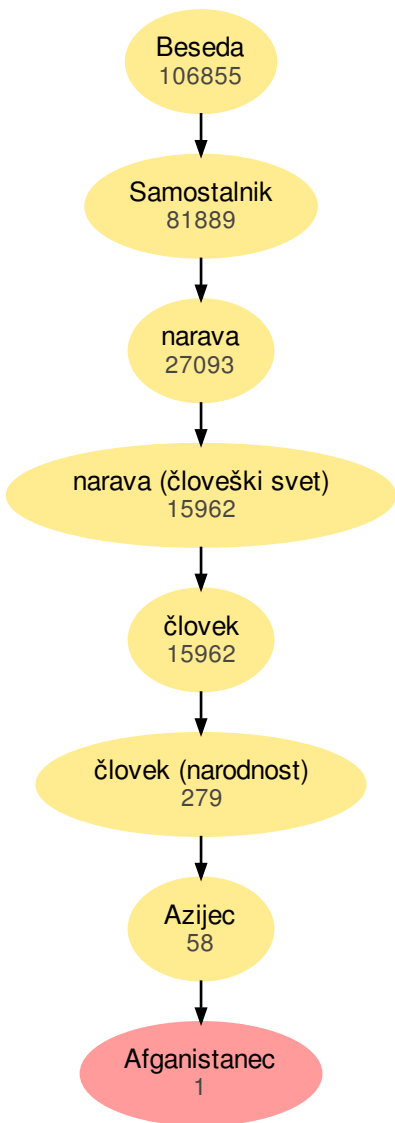 Beseda
106855
Samostalnik
81889
narava
27093
narava (človeški svet)
15962
človek
15962
človek (narodnost)
279
Azijec
58
Afganistanec
1